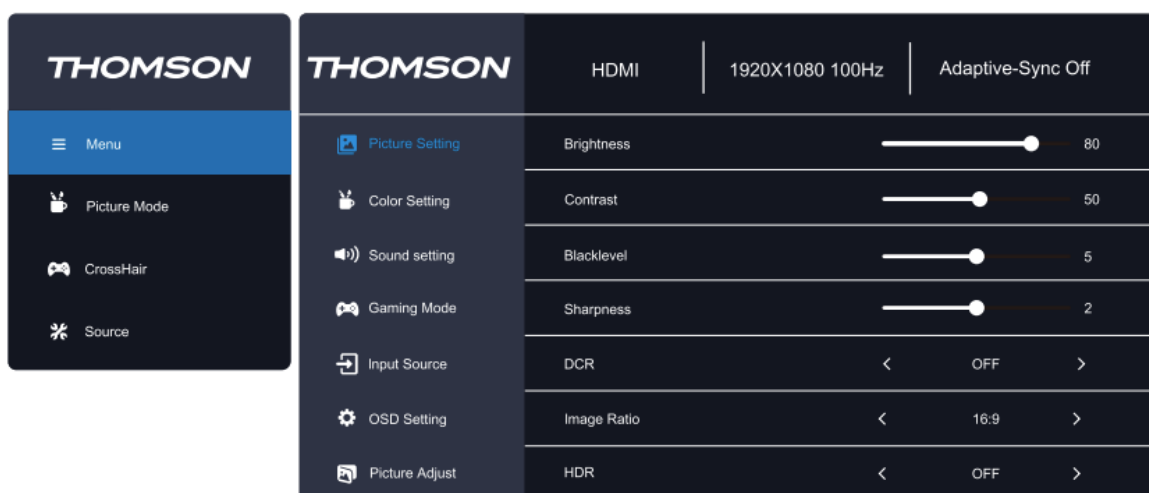 THOMSON
Menu
Picture Mode
CrossHair
Source
THOMSON HDMI 1920X1080 100Hz Adaptive-Sync Off
Picture Setting Brightness 80
Color Setting Contrast 50
Sound setting Blacklevel 5
Gaming Mode Sharpness 2
Input Source DCR OFF
OSD Setting Image Ratio 16:9
Picture Adjust HDR OFF